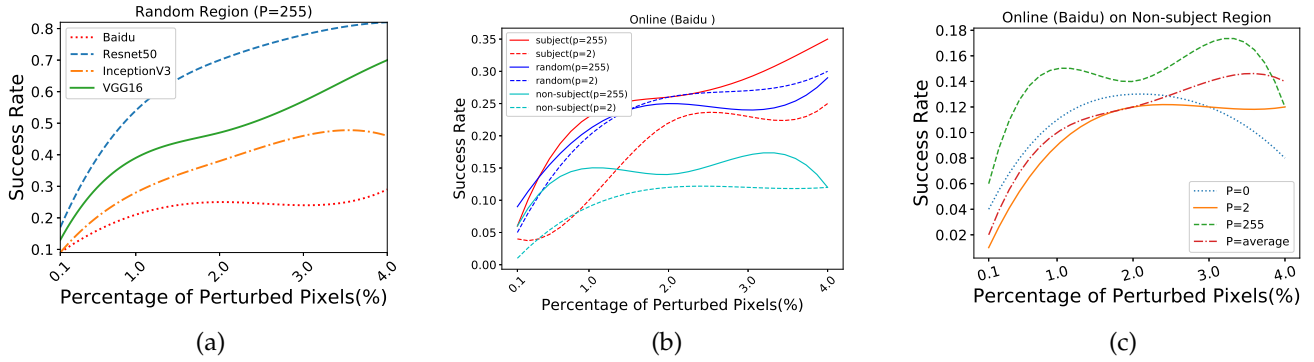 Random Region (P=255)
Success Rate
0.8
0.7
0.6
0.5
0.4
0.3
0.2
0.1
Baidu
Resnet50
InceptionV3
VGG16
0.1
1.0
2.0
3.0
4.0
Percentage of Perturbed Pixels(%)
(a)
Online (Baidu )
Success Rate
0.35
0.30
0.25
0.20
0.15
0.10
0.05
0.00
subject(p=255)
subject(p=2)
random(p=255)
random(p=2)
non-subject(p=255)
non-subject(p=2)
0.1
1.0
2.0
3.0
4.0
Percentage of Perturbed Pixels(%)
(b)
Online (Baidu) on Non-subject Region
Success Rate
0.18
0.16
0.14
0.12
0.10
0.08
0.06
0.04
0.02
P=0
P=2
P=255
P=average
0.1
1.0
2.0
3.0
4.0
Percentage of Perturbed Pixels(%)
(c)